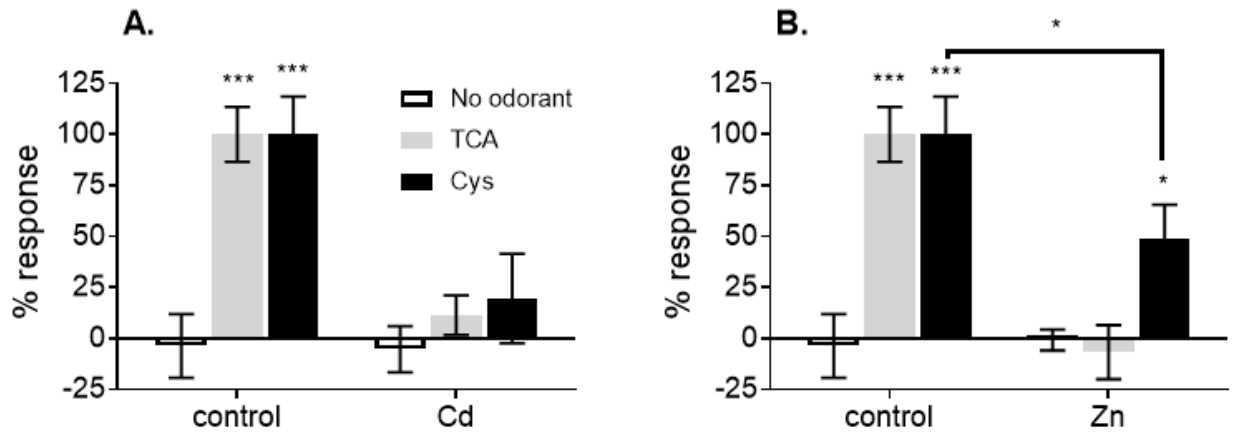 A.
% response
125
100
75
50
25
0
-25
***
***
No odorant
TCA
Cys
control
Cd
B.
% response
125
100
75
50
25
0
-25
***
***
*
*
control
Zn